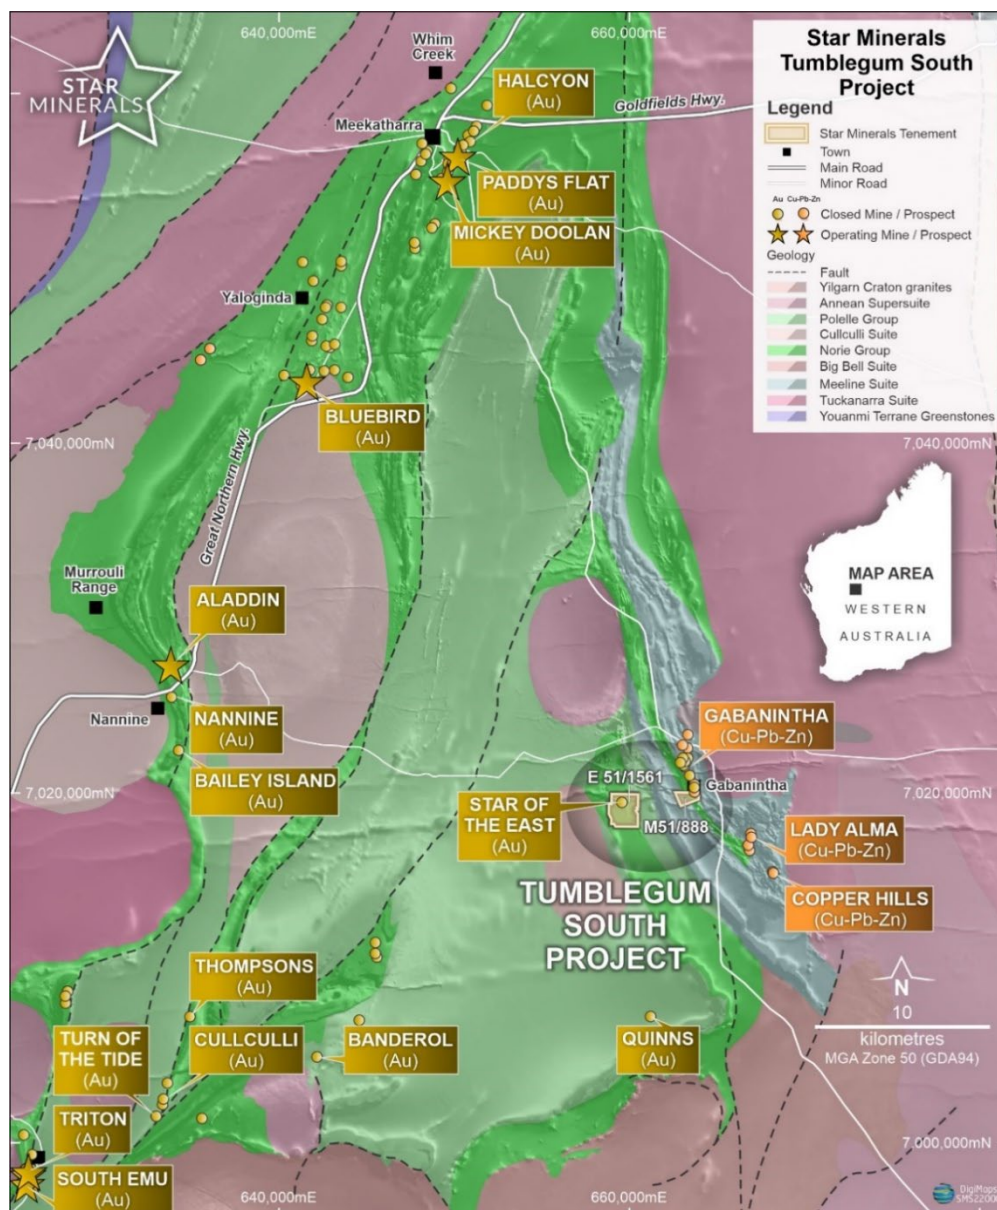 640,000mE
660,000mE
STAR
MINERALS
Whim
Creek
HALCYON
(Au)
Goldfields Hwy.
Meekatharra
PADDYS FLAT
(Au)
MICKEY DOOLAN
(Au)
Yaloginda
BLUEBIRD
(Au)
7,040,000mN
7,040,000mN
Great Northern Hwy.
Murrouli
Range
ALADDIN
(Au)
Nannine
NANNINE
(Au)
BAILEY ISLAND
(Au)
7,020,000mN
7,020,000mN
GABANINTHA
(Cu-Pb-Zn)
E 51/1561
Gabanintha
STAR OF
THE EAST
(Au)
M51/888
LADY ALMA
(Cu-Pb-Zn)
COPPER HILLS
(Cu-Pb-Zn)
TUMBLEGUM
SOUTH
PROJECT
THOMPSONS
(Au)
TURN OF
THE TIDE
(Au)
CULLCULLI
(Au)
BANDEROL
(Au)
QUINNS
(Au)
TRITON
(Au)
SOUTH EMU
(Au)
7,000,000mN
640,000mE
660,000mE
Star Minerals
Tumblegum South
Project
Legend
Star Minerals Tenement
Town
Main Road
Minor Road
Au Cu-Pb-Zn
Closed Mine / Prospect
Operating Mine / Prospect
Geology
Fault
Yilgarn Craton granites
Annean Supersuite
Polelle Group
Cullculli Suite
Norie Group
Big Bell Suite
Meeline Suite
Tuckanarra Suite
Youanmi Terrane Greenstones
MAP AREA
WESTERN
AUSTRALIA
N
10
kilometres
MGA Zone 50 (GDA94)
DigiMaps